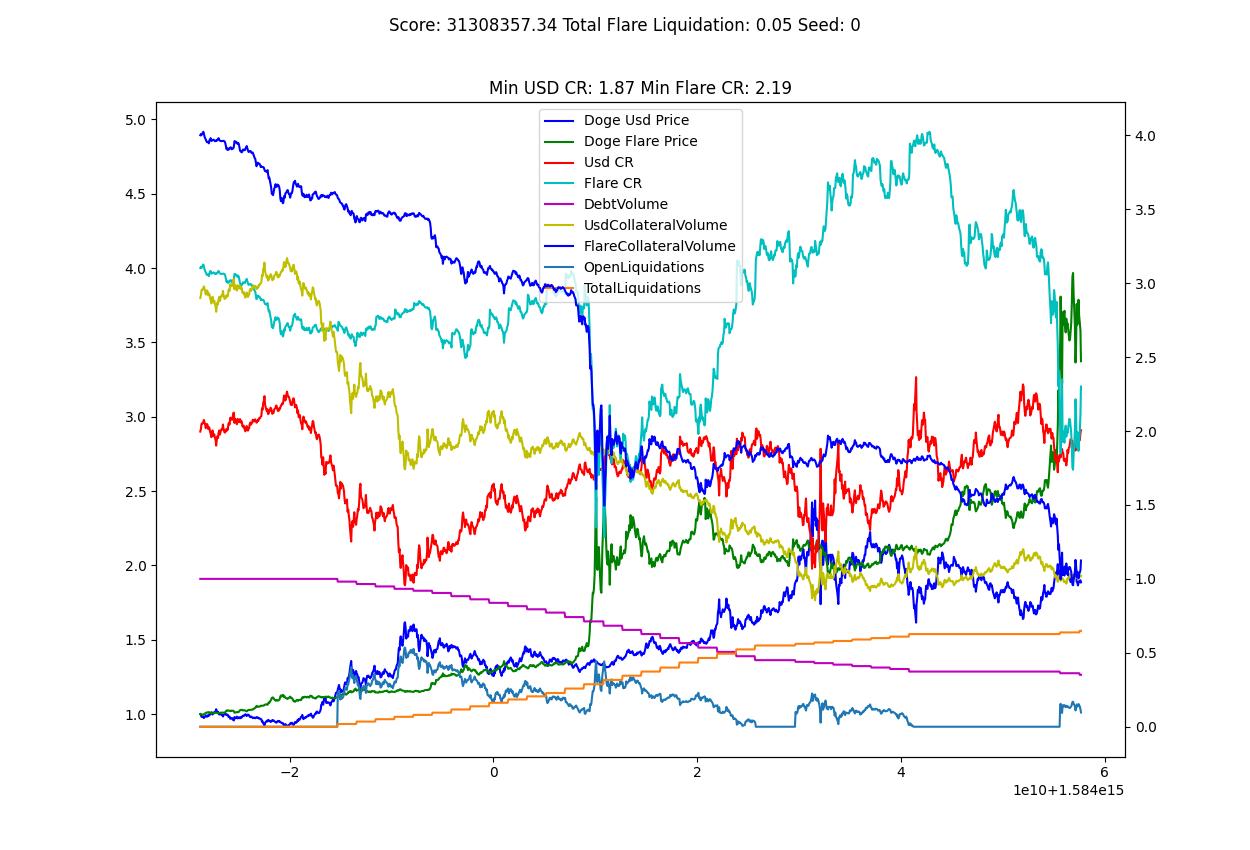 Score: 31308357.34 Total Flare Liquidation: 0.05 Seed: 0
Min USD CR: 1.87 Min Flare CR: 2.19
Doge Usd Price
Doge Flare Price
Usd CR
Flare CR
DebtVolume
UsdCollateralVolume
FlareCollateralVolume
OpenLiquidations
TotalLiquidations
5.0
4.5
4.0
3.5
3.0
2.5
2.0
1.5
1.0
4.0
3.5
3.0
2.5
2.0
1.5
1.0
0.5
0.0
−2 0 2 4 6
1e10+1.584e15